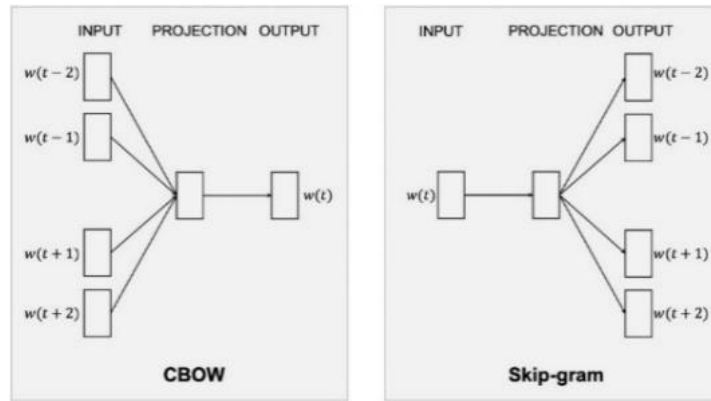 INPUT PROJECTION OUTPUT
w(t−2)
w(t−1)
w(t)
w(t+1)
w(t+2)
CBOW
INPUT PROJECTION OUTPUT
w(t−2)
w(t−1)
w(t)
w(t+1)
w(t+2)
Skip-gram